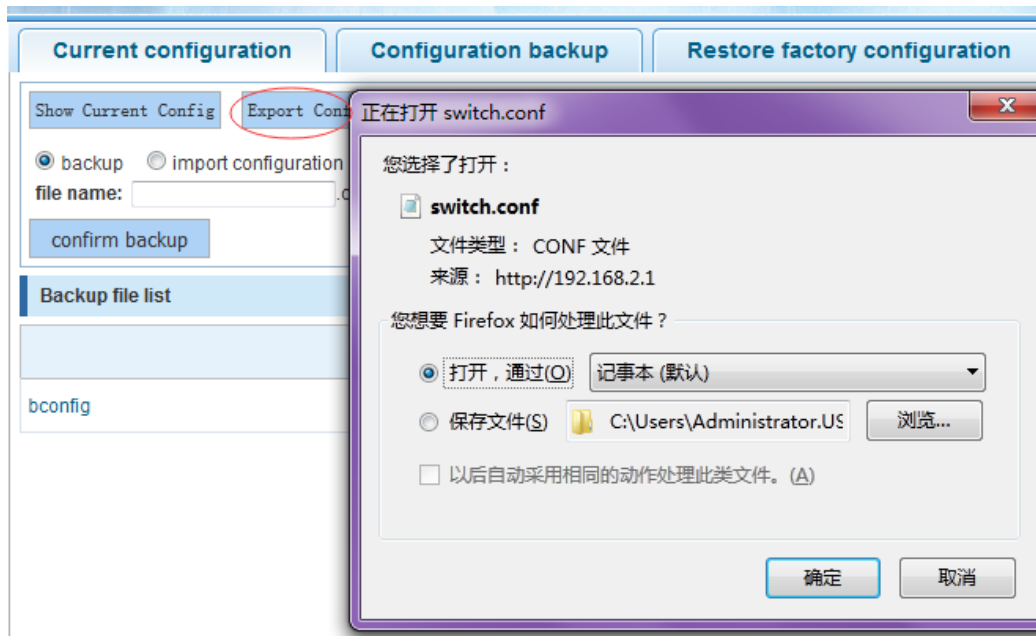 Current configuration
Configuration backup
Restore factory configuration
Show Current Config
Export
backup
import configuration
file name:
confirm backup
Backup file list
bconfig
正在打开 switch.conf
您选择了打开：
switch.conf
文件类型： CONF 文件
来源： http://192.168.2.1
您想要 Firefox 如何处理此文件？
打开，通过(O)
记事本 (默认)
保存文件(S)
C:\Users\Administrator.US
浏览...
以后自动采用相同的动作处理此类文件。(A)
确定
取消